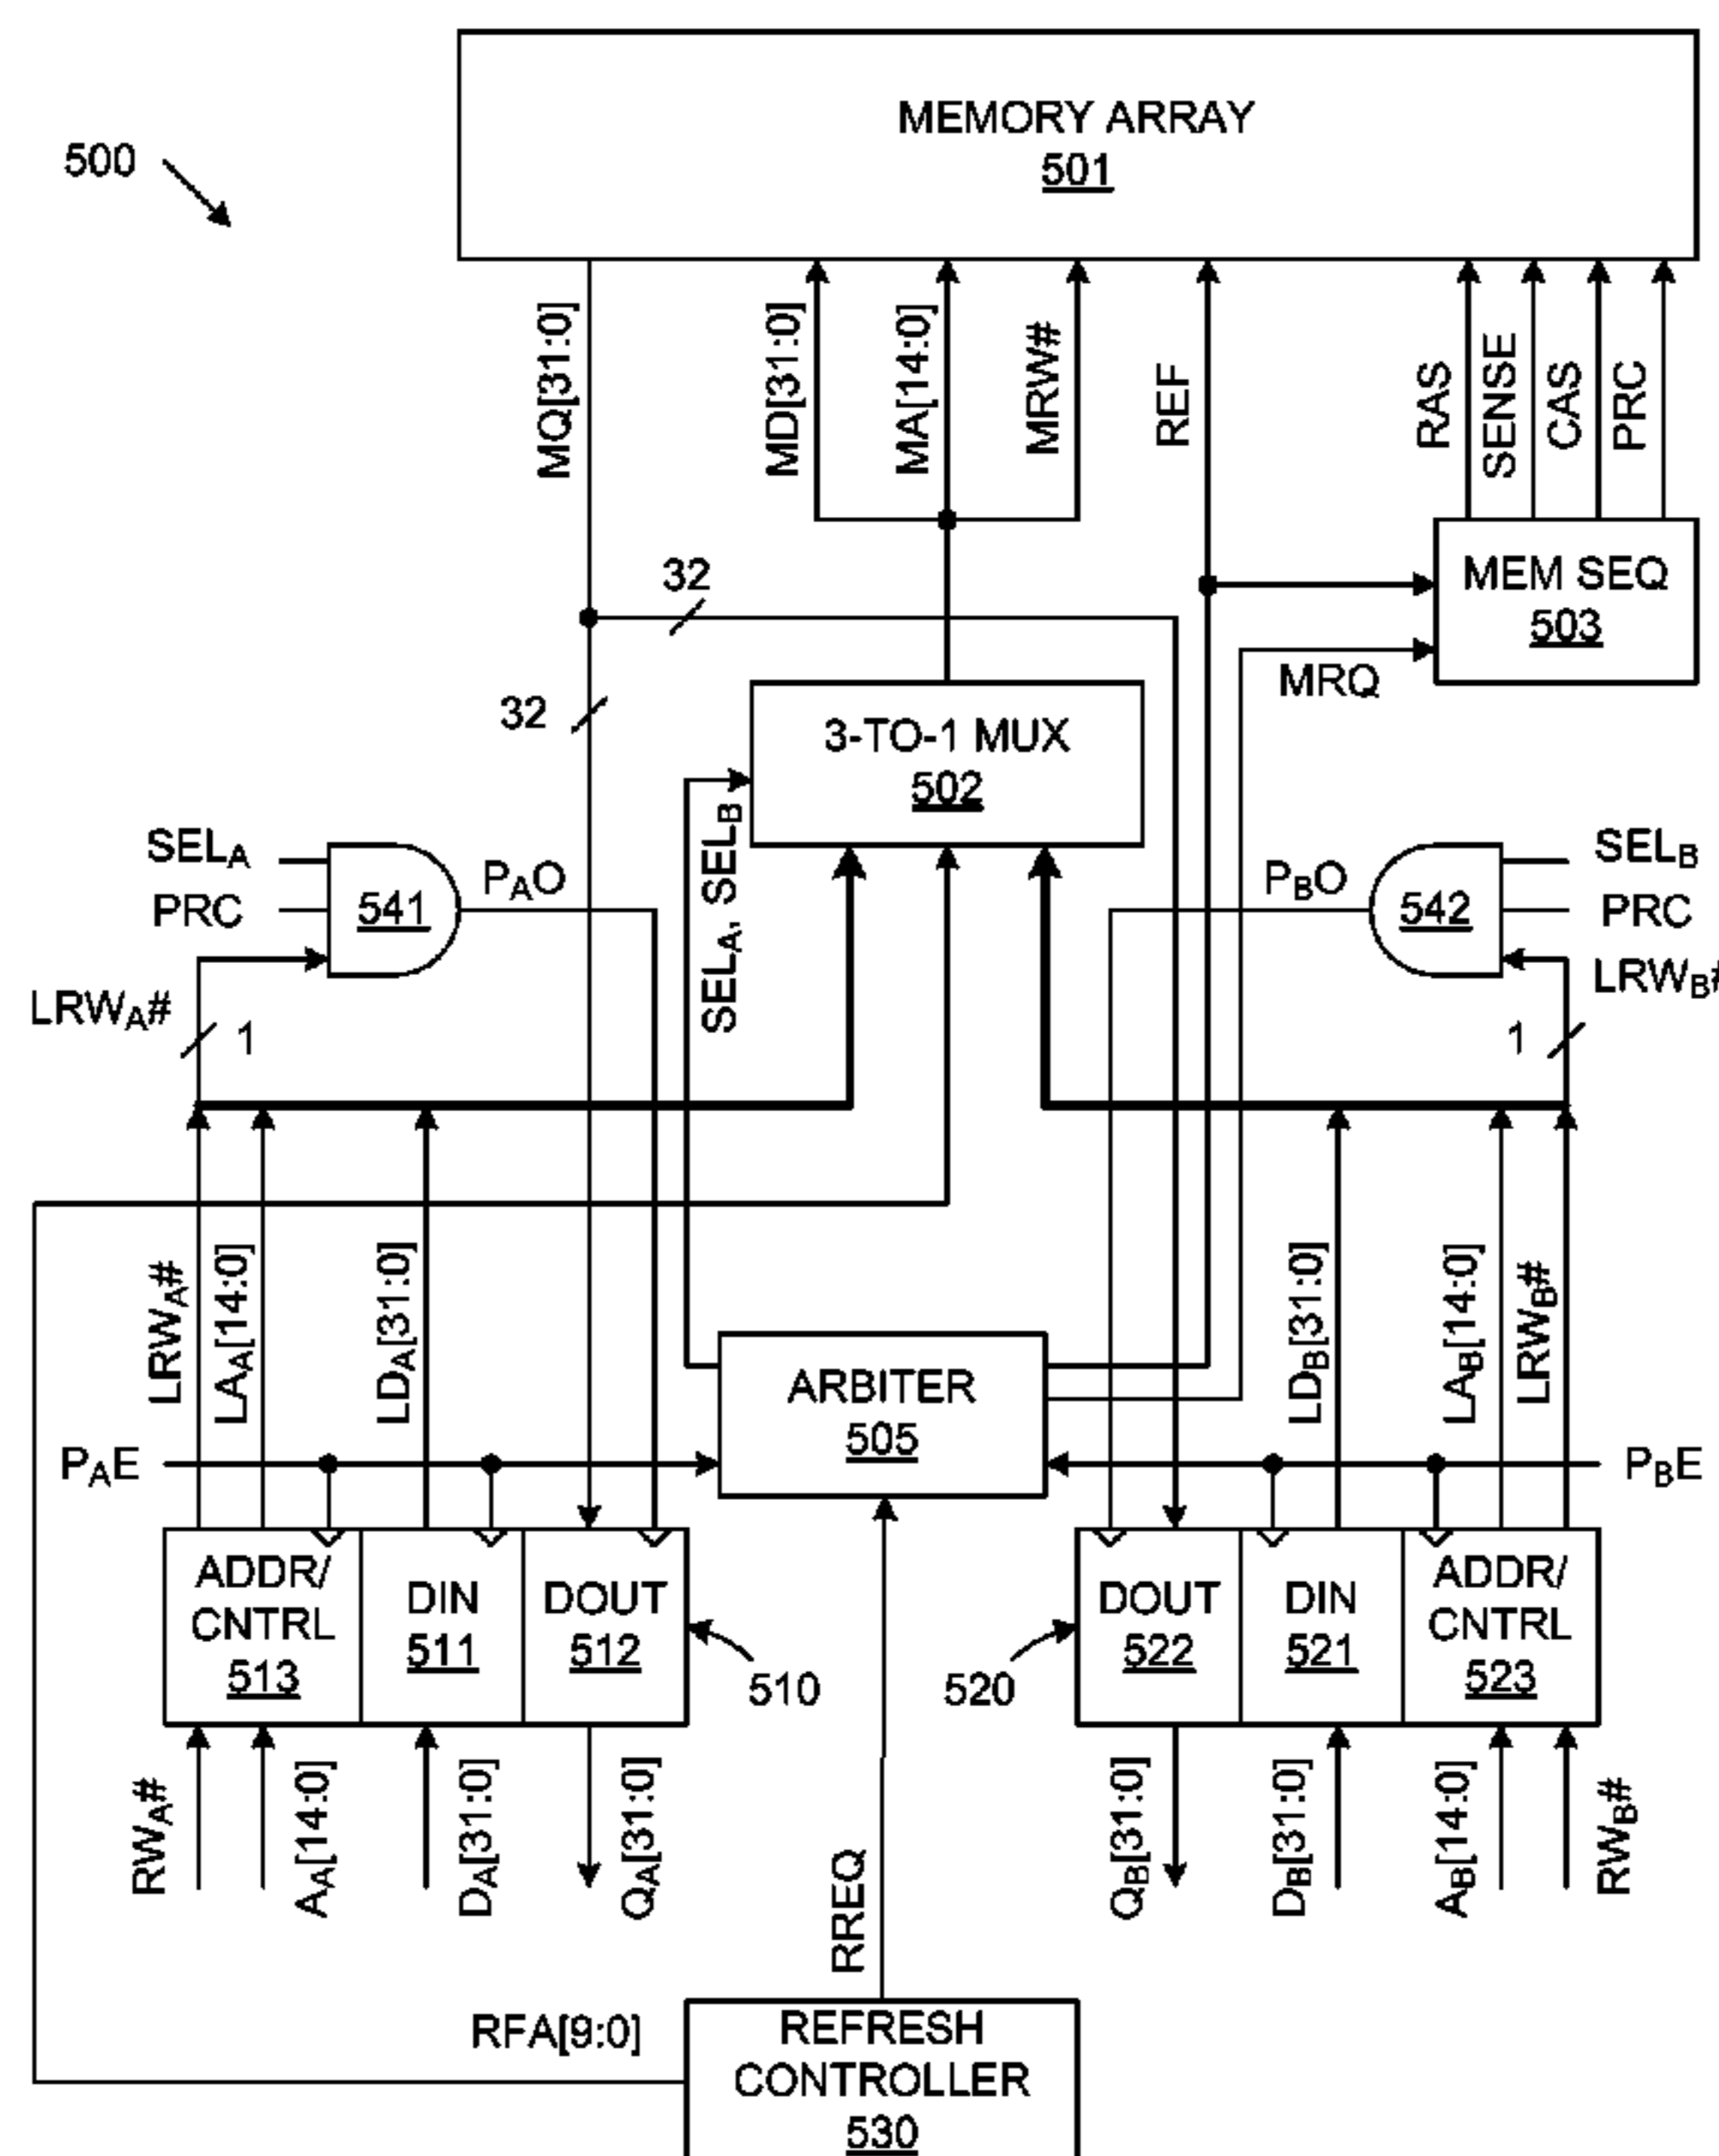 MEMORY ARRAY
501
500
MQ[31:0]
MD[31:0]
MA[14:0]
MRW#
REF
RAS
SENSE
CAS
PRC
32
MEM SEQ
503
MRQ
32
3-TO-1 MUX
502
SELA
PRC
541
PAO
LRWA#
1
SELA, SELB
PBO
542
SELB
PRC
LRWB#
1
LRWA#
LAA[14:0]
LDA[31:0]
LDB[31:0]
LAB[14:0]
LRWB#
ARBITER
505
PAE
PBE
ADDR/
CNTRL
513
DIN
511
DOUT
512
510
520
DOUT
522
DIN
521
ADDR/
CNTRL
523
RWA#
AA[14:0]
DA[31:0]
QA[31:0]
RREQ
QB[31:0]
DB[31:0]
AB[14:0]
RWB#
RFA[9:0]
REFRESH
CONTROLLER
530